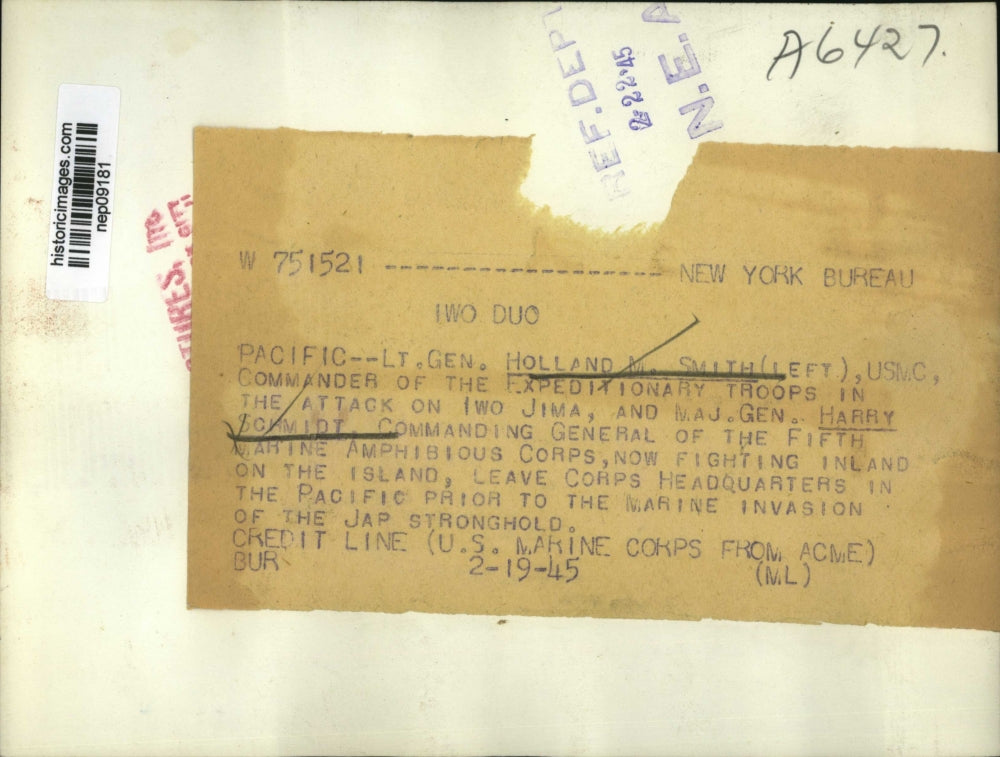 A6427.
REF. DEPT
2-22-45
N.E.A
historicimages.com
nep09181
W 751521 -------------------- NEW YORK BUREAU
IWO DUO
PACIFIC--LT.GEN. HOLLAND M. SMITH(LEFT),USMC,
COMMANDER OF THE EXPEDITIONARY TROOPS IN
THE ATTACK ON IWO JIMA, AND MAJ.GEN. HARRY
SCHMIDT, COMMANDING GENERAL OF THE FIFTH
MARINE AMPHIBIOUS CORPS,NOW FIGHTING INLAND
ON THE ISLAND, LEAVE CORPS HEADQUARTERS IN
THE PACIFIC PRIOR TO THE MARINE INVASION
OF THE JAP STRONGHOLD.
CREDIT LINE (U.S. MARINE CORPS FROM ACME)
BUR 2-19-45 (ML)